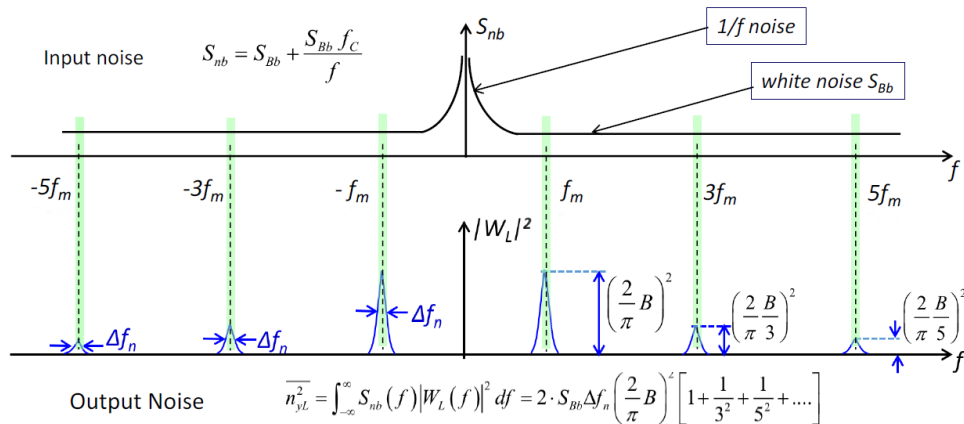 S_nb
1/f noise
Input noise
S_nb = S_Bb + S_Bb f_C / f
white noise S_Bb
f
-5f_m
-3f_m
- f_m
f_m
3f_m
5f_m
|W_L|²
(2/π B)²
(2/π B/3)²
(2/π B/5)²
Δf_n
Δf_n
Δf_n
f
Output Noise
n²_yL = ∫_-∞^∞ S_nb(f)|W_L(f)|² df = 2·S_Bb Δf_n (2/π B)² [1 + 1/3² + 1/5² + ....]